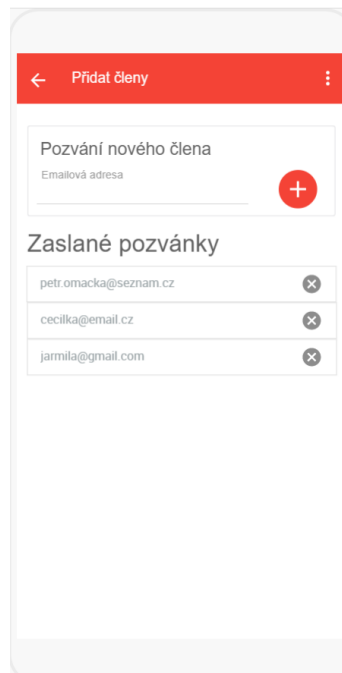 Přidat členy
Pozvání nového člena
Emailová adresa
Zaslané pozvánky
petr.omacka@seznam.cz
cecilka@email.cz
jarmila@gmail.com